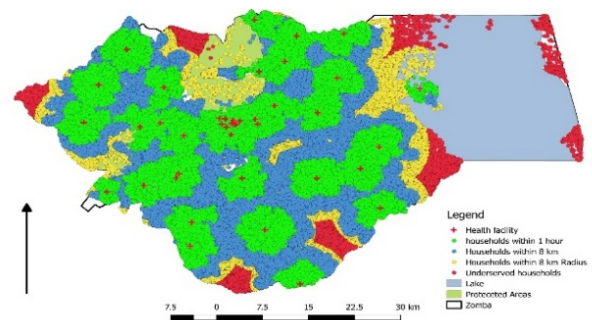 Legend
Health facility
households within 1 hour
Households within 8 km
Households within 8 km Radius
Underserved households
Lake
Proteceted Areas
Zomba
7.5 0 7.5 15 22.5 30 km